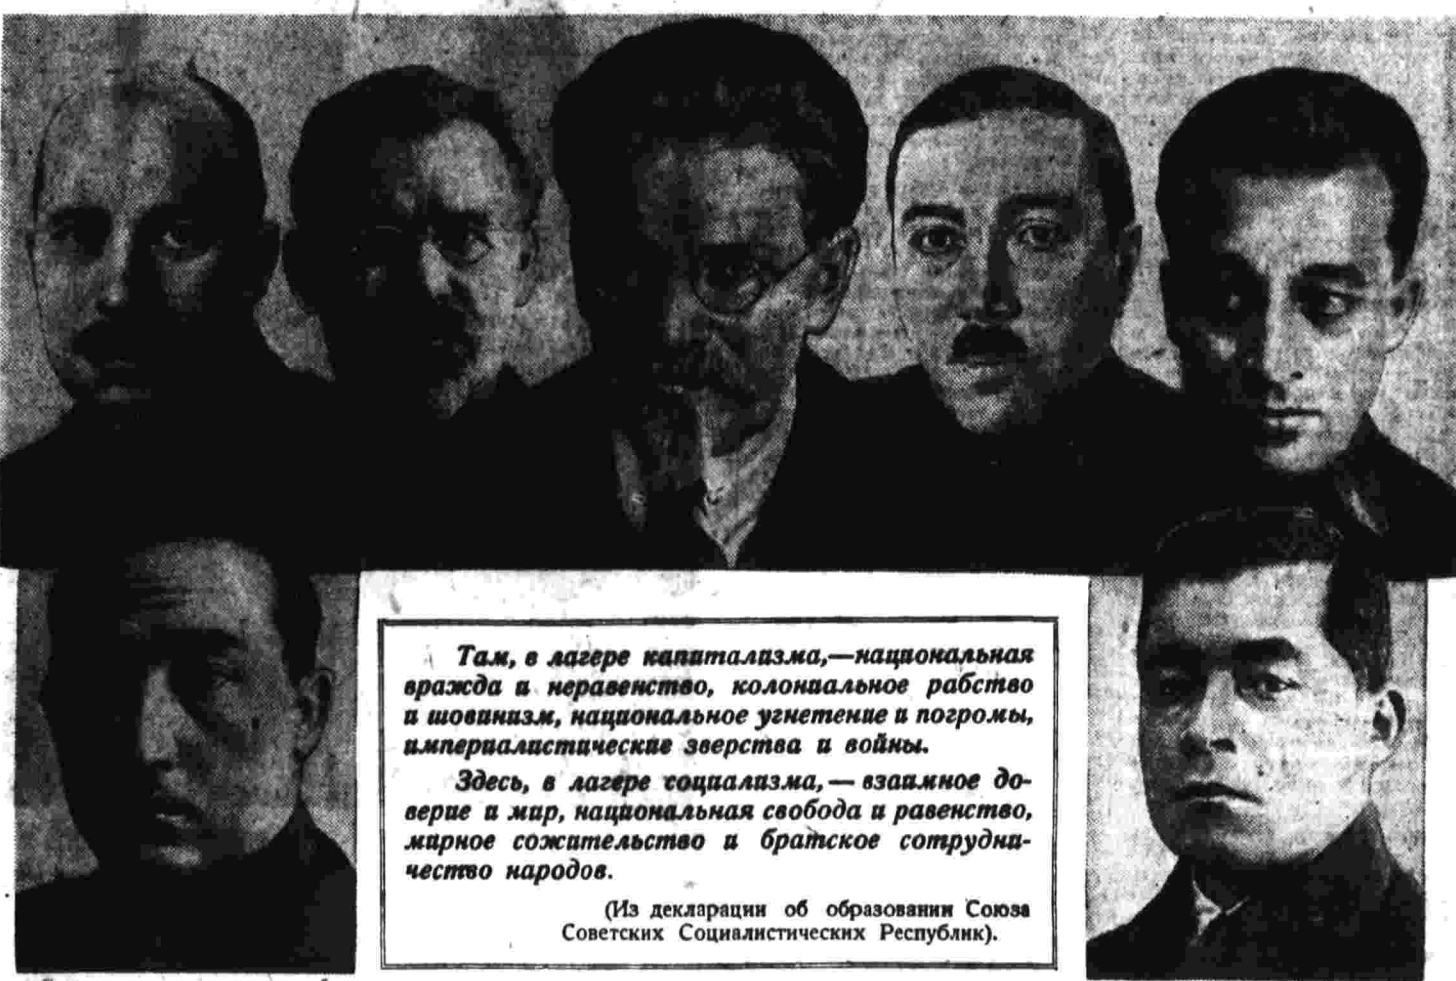 Там, в лагере капитализма,—национальная
вражда и неравенство, колониальное рабство
и шовинизм, национальное угнетение и погромы,
империалистические зверства и войны.
Здесь, в лагере социализма,— взаимное до-
верие и мир, национальная свобода и равенство,
мирное сожительство и братское сотрудни-
чество народов.
(Из декларации об образовании Союза
Советских Социалистических Республик).